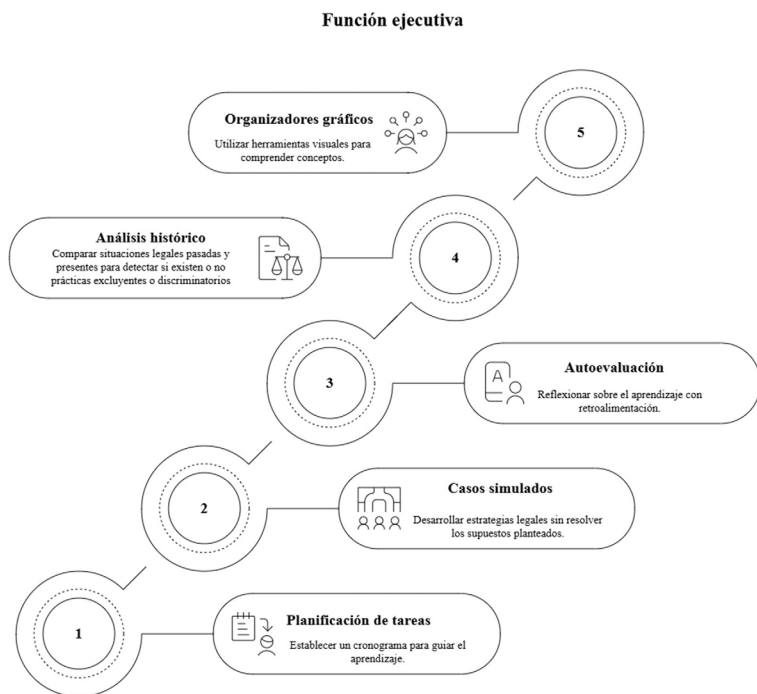 Función ejecutiva
5
Organizadores gráficos
Utilizar herramientas visuales para
comprender conceptos.
4
Análisis histórico
Comparar situaciones legales pasadas y
presentes para detectar si existen o no
prácticas excluyentes o discriminatorios
3
A
Autoevaluación
Reflexionar sobre el aprendizaje con
retroalimentación.
2
Casos simulados
Desarrollar estrategias legales sin resolver
los supuestos planteados.
1
Planificación de tareas
Establecer un cronograma para guiar el
aprendizaje.